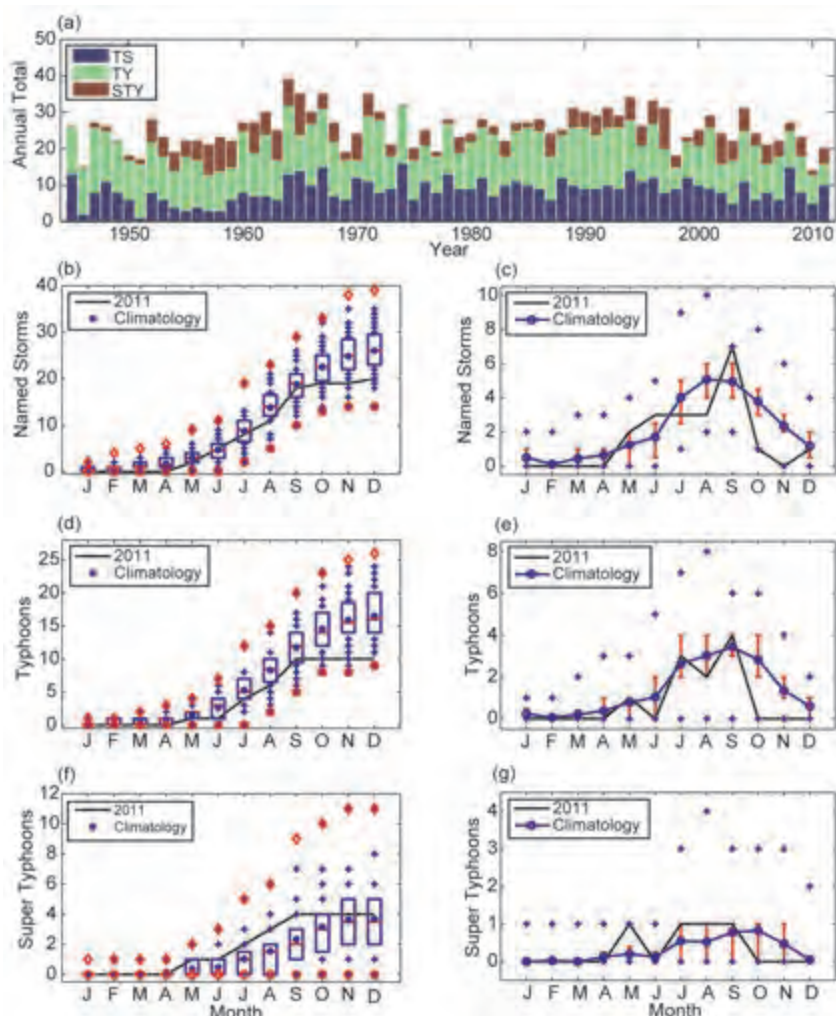 (a)
50
40
30
20
10
0
Annual Total
TS
TY
STY
1950 1960 1970 1980 1990 2000 2010
Year
(b)
40
30
20
10
0
Named Storms
2011
Climatology
J F M A M J J A S O N D
(c)
10
8
6
4
2
0
Named Storms
2011
Climatology
J F M A M J J A S O N D
(d)
25
20
15
10
5
0
Typhoons
2011
Climatology
J F M A M J J A S O N D
(e)
8
6
4
2
0
Typhoons
2011
Climatology
J F M A M J J A S O N D
(f)
12
10
8
6
4
2
0
Super Typhoons
2011
Climatology
J F M A M J J A S O N D
Month
(g)
4
3
2
1
0
Super Typhoons
2011
Climatology
J F M A M J J A S O N D
Month